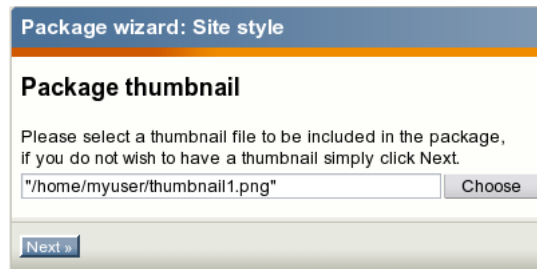 Package wizard: Site style
Package thumbnail
Please select a thumbnail file to be included in the package,
if you do not wish to have a thumbnail simply click Next.
"/home/myuser/thumbnail1.png" Choose
Next »